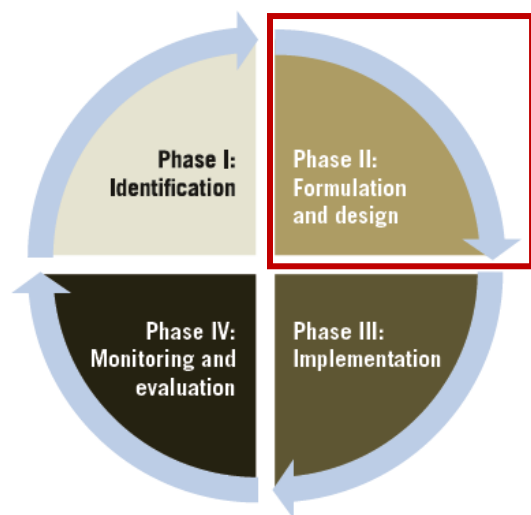 Phase I:
Identification
Phase II:
Formulation
and design
Phase III:
Implementation
Phase IV:
Monitoring and
evaluation